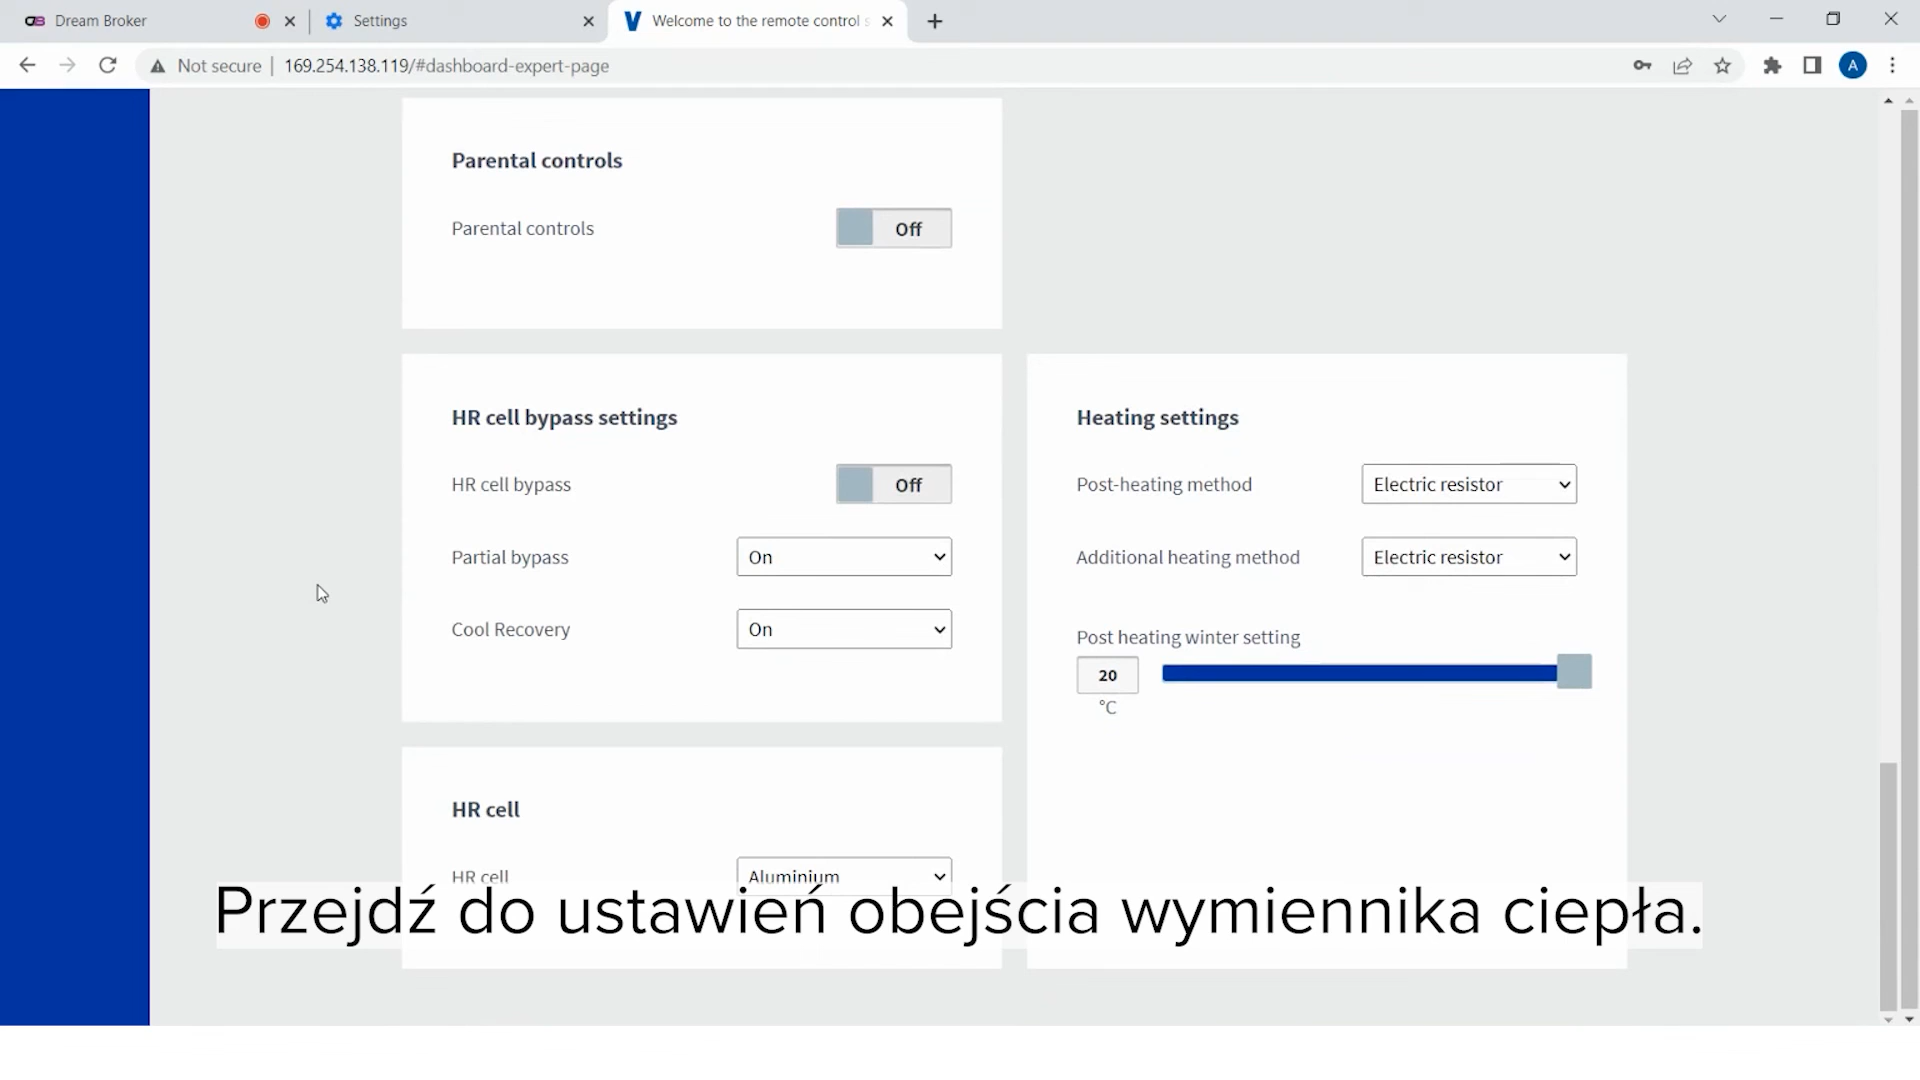 Dream Broker
Settings
Welcome to the remote control s
Not secure
169.254.138.119/#dashboard-expert-page
A
Parental controls
Parental controls
Off
HR cell bypass settings
HR cell bypass
Off
Partial bypass
On
Cool Recovery
On
Heating settings
Post-heating method
Electric resistor
Additional heating method
Electric resistor
Post heating winter setting
20
°C
HR cell
HR cell
Aluminium
Przejdź do ustawień obejścia wymiennika ciepła.